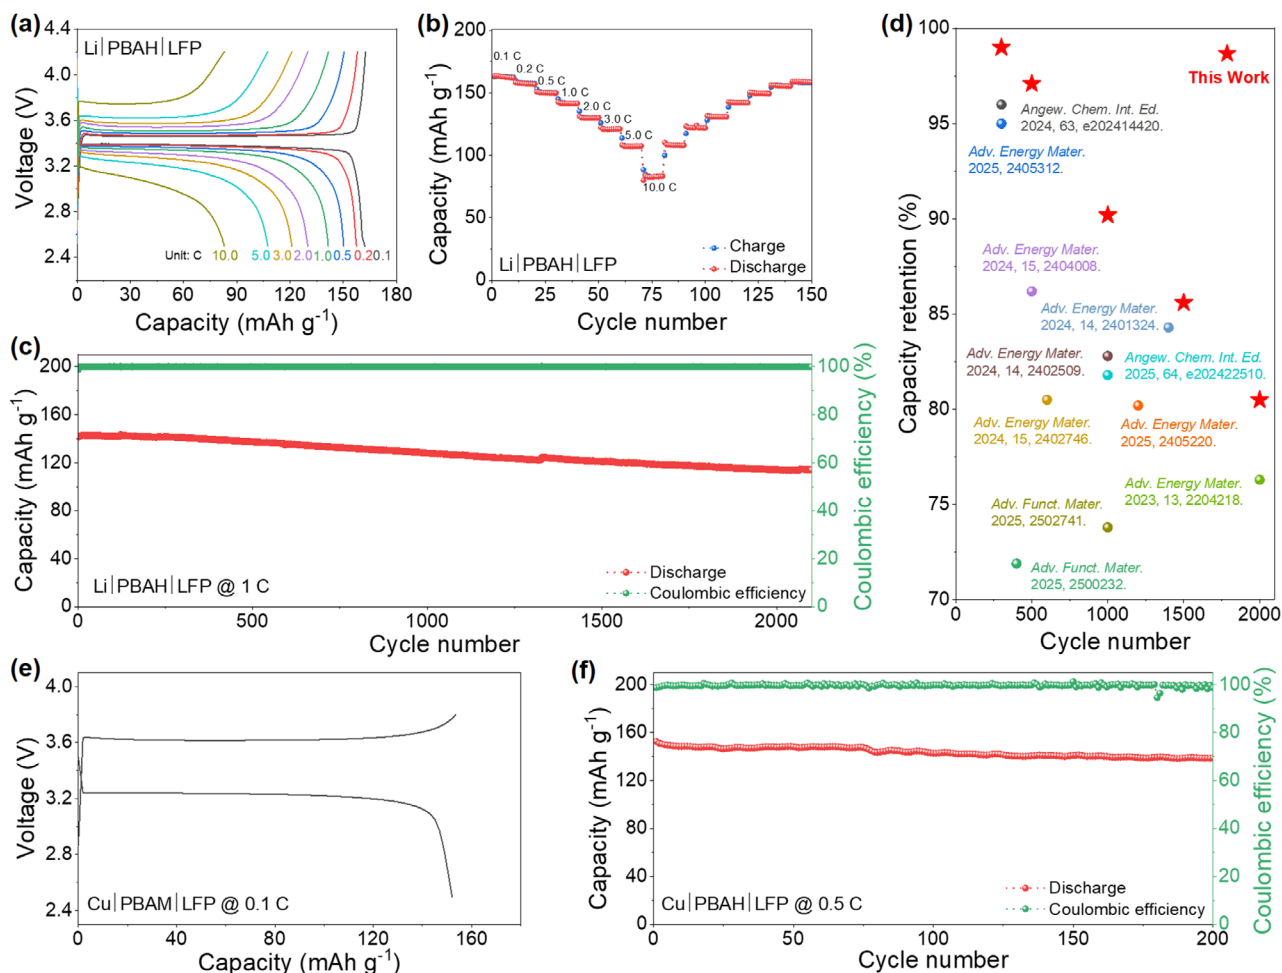 (a)
4.4
4.0
3.6
3.2
2.8
2.4
Voltage (V)
Li|PBAH|LFP
Unit: C 10.0 5.0 3.0 2.0 1.0 0.5 0.2 0.1
0 30 60 90 120 150 180
Capacity (mAh g-1)
(b)
200
150
100
50
0
Capacity (mAh g-1)
0.1 C
0.2 C
0.5 C
1.0 C
2.0 C
3.0 C
5.0 C
10.0 C
Charge
Discharge
Li|PBAH|LFP
0 25 50 75 100 125 150
Cycle number
(c)
200
160
120
80
40
0
Capacity (mAh g-1)
100
80
60
40
20
0
Coulombic efficiency (%)
Discharge
Coulombic efficiency
Li|PBAH|LFP @ 1 C
0 500 1000 1500 2000
Cycle number
(d)
100
95
90
85
80
75
70
Capacity retention (%)
This Work
Angew. Chem. Int. Ed.
2024, 63, e202414420.
Adv. Energy Mater.
2025, 2405312.
Adv. Energy Mater.
2024, 15, 2404008.
Adv. Energy Mater.
2024, 14, 2401324.
Adv. Energy Mater.
2024, 14, 2402509.
Angew. Chem. Int. Ed.
2025, 64, e202422510.
Adv. Energy Mater.
2024, 15, 2402746.
Adv. Energy Mater.
2025, 2405220.
Adv. Energy Mater.
2023, 13, 2204218.
Adv. Funct. Mater.
2025, 2502741.
Adv. Funct. Mater.
2025, 2500232.
0 500 1000 1500 2000
Cycle number
(e)
4.0
3.6
3.2
2.8
2.4
Voltage (V)
Cu|PBAM|LFP @ 0.1 C
0 40 80 120 160
Capacity (mAh g-1)
(f)
200
160
120
80
40
0
Capacity (mAh g-1)
100
80
60
40
20
0
Coulombic efficiency (%)
Discharge
Coulombic efficiency
Cu|PBAH|LFP @ 0.5 C
0 50 100 150 200
Cycle number